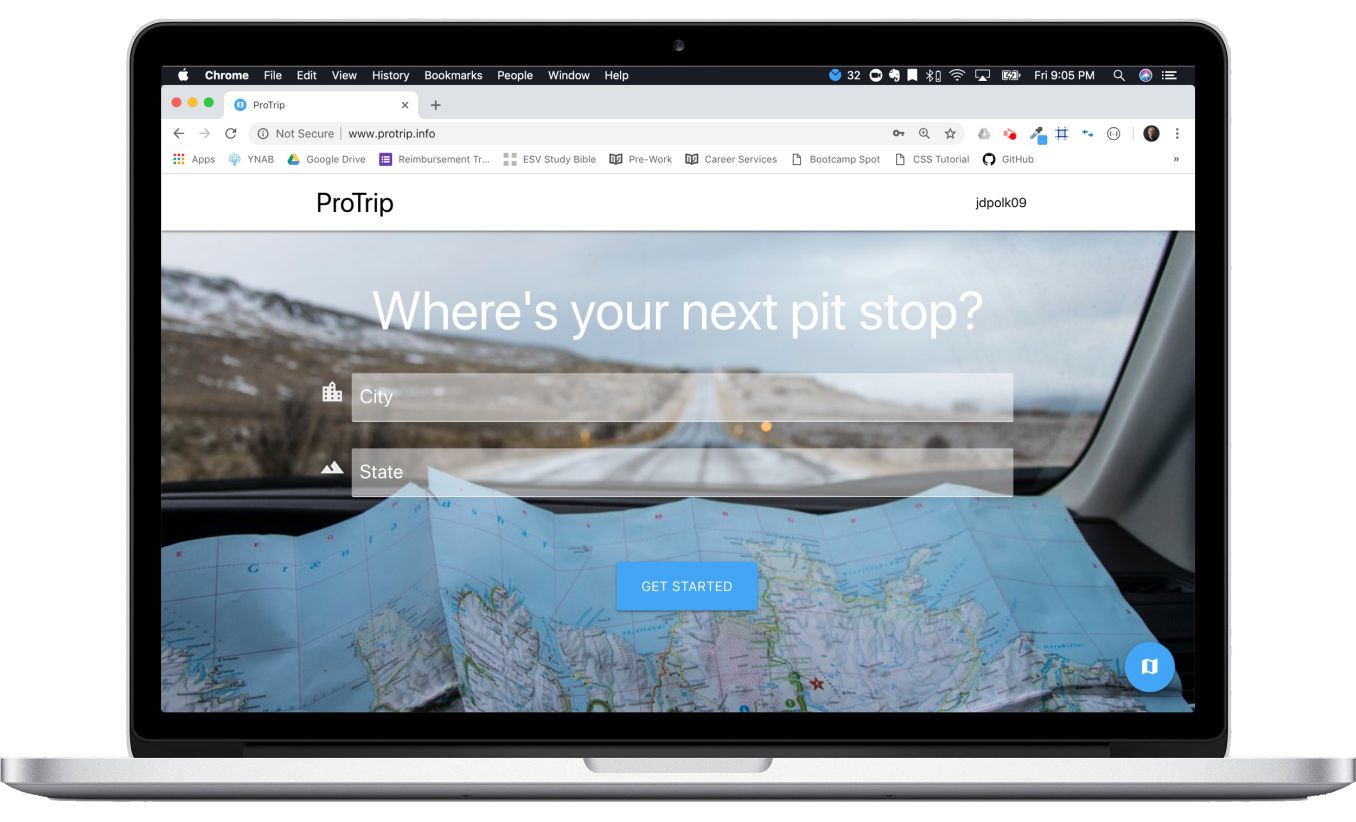 Chrome File Edit View History Bookmarks People Window Help 32 Fri 9:05 PM
ProTrip
Not Secure www.protrip.info
Apps YNAB Google Drive Reimbursement Tr... ESV Study Bible Pre-Work Career Services Bootcamp Spot CSS Tutorial GitHub »
ProTrip jdpolk09
Where's your next pit stop?
City
State
GET STARTED